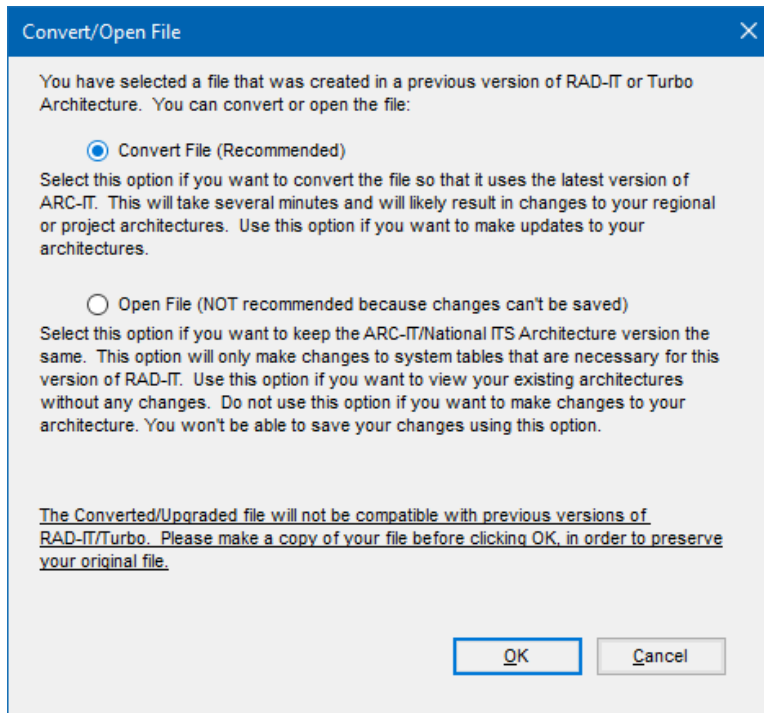 Convert/Open File
You have selected a file that was created in a previous version of RAD-IT or Turbo
Architecture.  You can convert or open the file:
Convert File (Recommended)
Select this option if you want to convert the file so that it uses the latest version of
ARC-IT.  This will take several minutes and will likely result in changes to your regional
or project architectures.  Use this option if you want to make updates to your
architectures.
Open File (NOT recommended because changes can't be saved)
Select this option if you want to keep the ARC-IT/National ITS Architecture version the
same.  This option will only make changes to system tables that are necessary for this
version of RAD-IT.  Use this option if you want to view your existing architectures
without any changes.  Do not use this option if you want to make changes to your
architecture. You won't be able to save your changes using this option.
The Converted/Upgraded file will not be compatible with previous versions of
RAD-IT/Turbo.  Please make a copy of your file before clicking OK, in order to preserve
your original file.
OK
Cancel